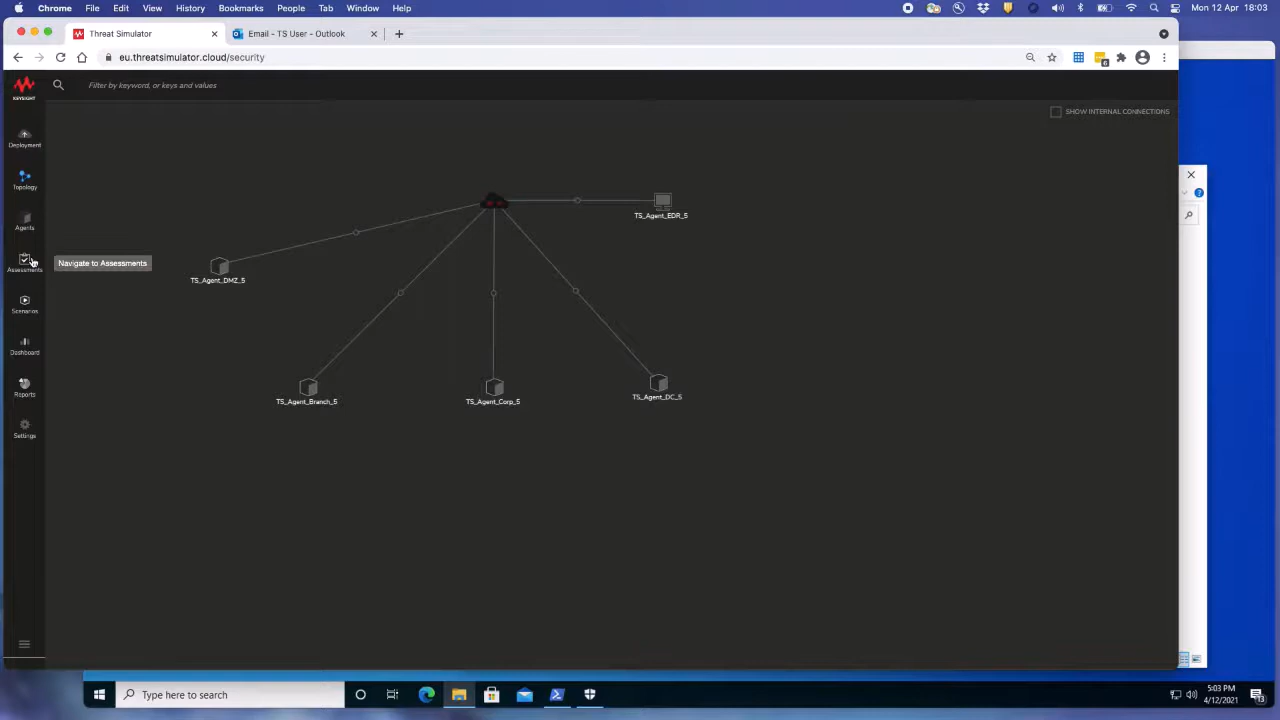 Chrome File Edit View History Bookmarks People Tab Window Help
Mon 12 Apr 18:03
Threat Simulator
Email - TS User - Outlook
eu.threatsimulator.cloud/security
6
KEYSIGHT
Filter by keyword, or keys and values
SHOW INTERNAL CONNECTIONS
Deployment
Topology
Agents
Assessments
Navigate to Assessments
Scenarios
Dashboard
Reports
Settings
TS_Agent_EDR_5
TS_Agent_DMZ_5
TS_Agent_Branch_5
TS_Agent_Corp_5
TS_Agent_DC_5
Type here to search
5:03 PM
4/12/2021
13